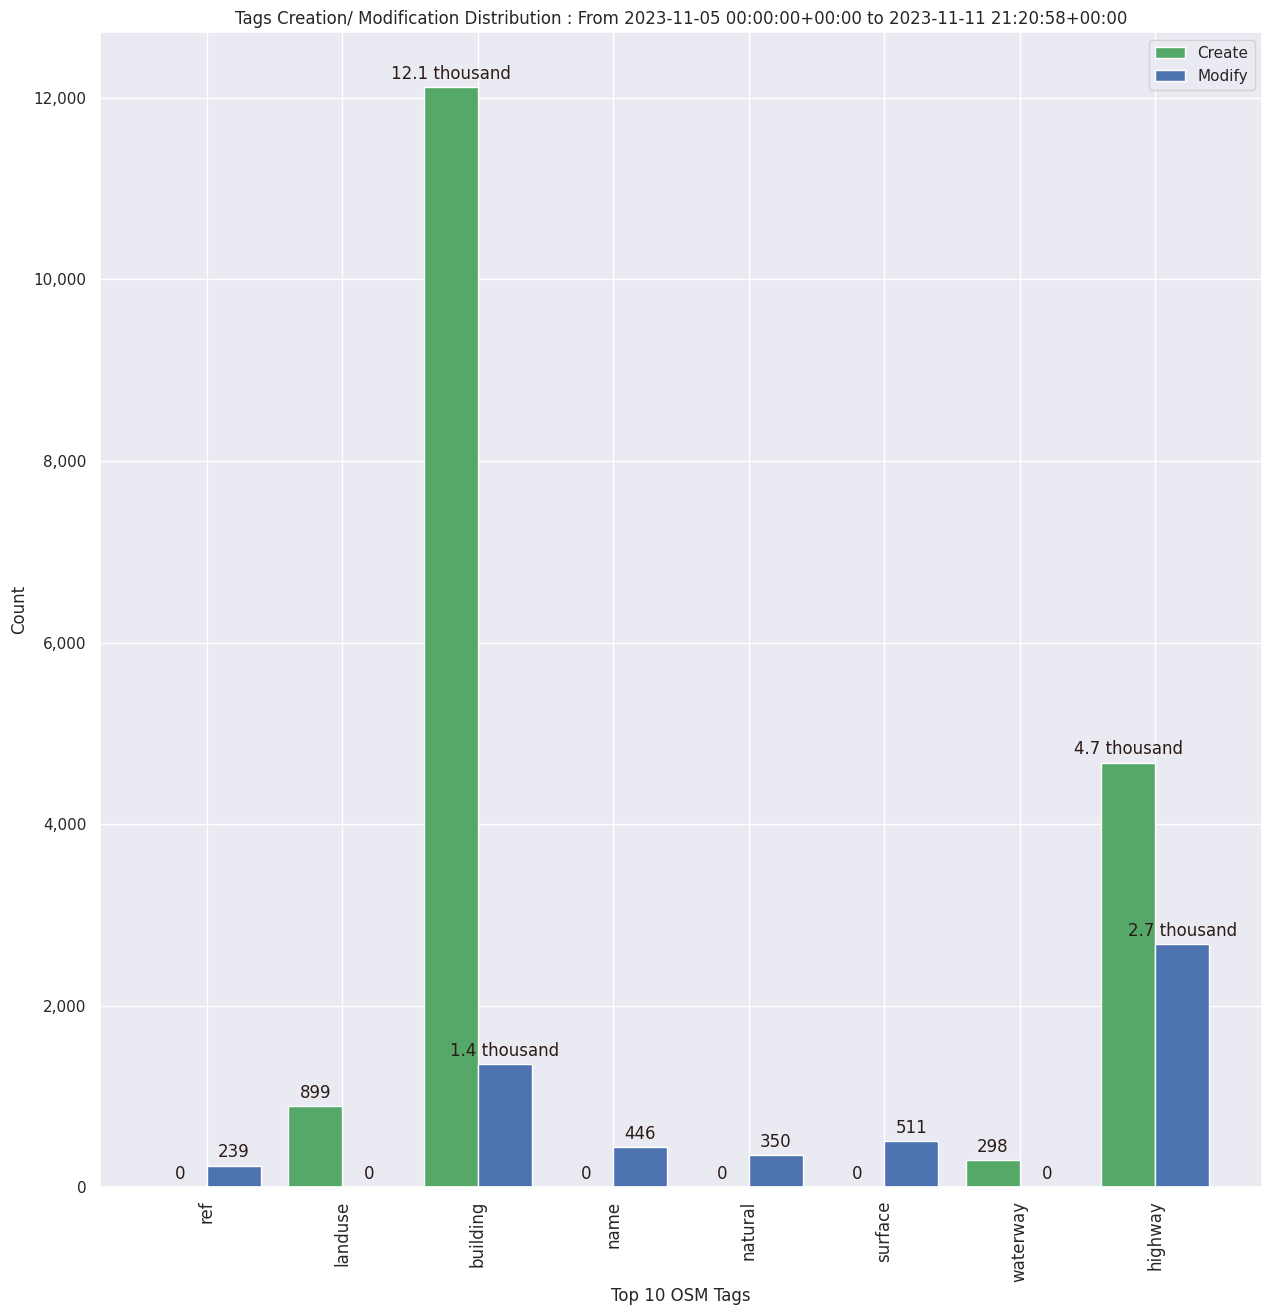 Tags Creation/ Modification Distribution : From 2023-11-05 00:00:00+00:00 to 2023-11-11 21:20:58+00:00
Create
Modify
12.1 thousand
12,000
10,000
8,000
6,000
4,000
2,000
0
Count
4.7 thousand
2.7 thousand
1.4 thousand
899
511
446
350
298
239
0
0
0
0
0
0
ref
landuse
building
name
natural
surface
waterway
highway
Top 10 OSM Tags